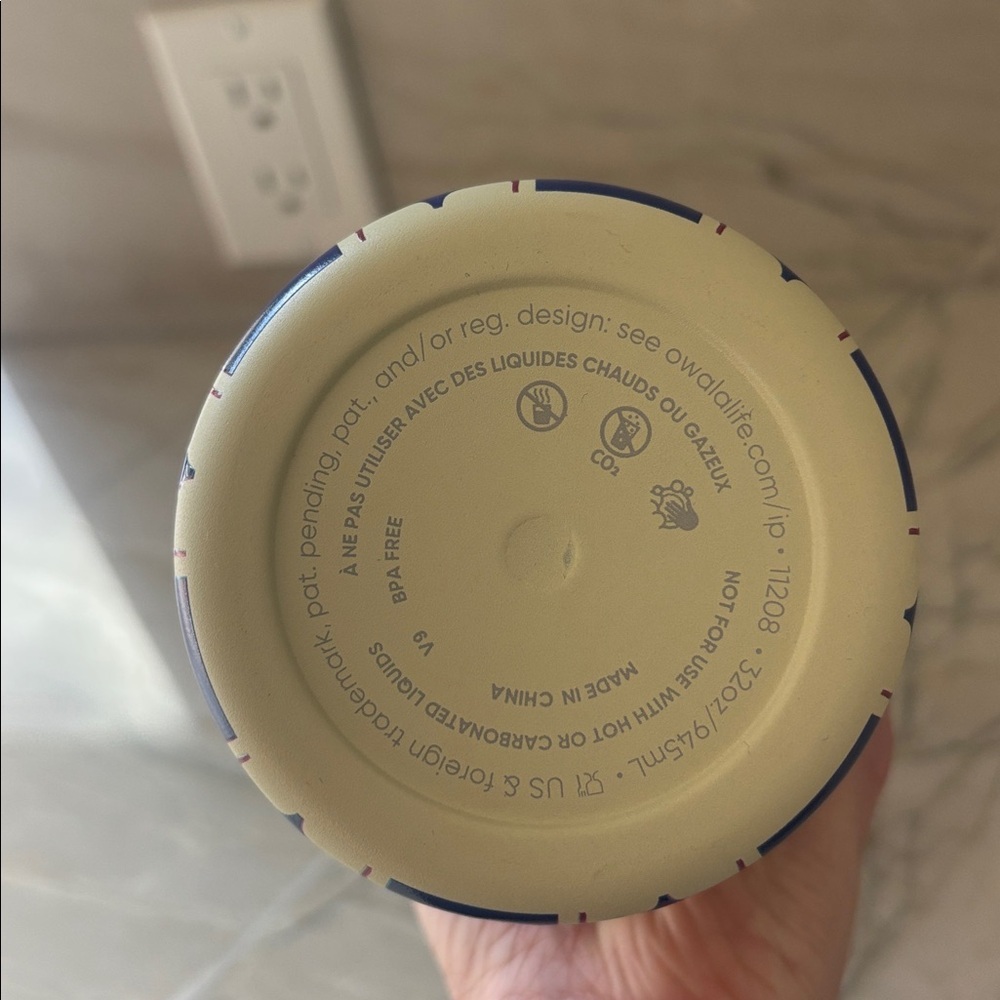 US & foreign trademark, pat. pending, pat., and/or reg. design: see owalalife.com/ip • 11208 • 32oz/945mL •
À NE PAS UTILISER AVEC DES LIQUIDES CHAUDS OU GAZEUX
NOT FOR USE WITH HOT OR CARBONATED LIQUIDS
CO₂
BPA FREE
V9
MADE IN CHINA